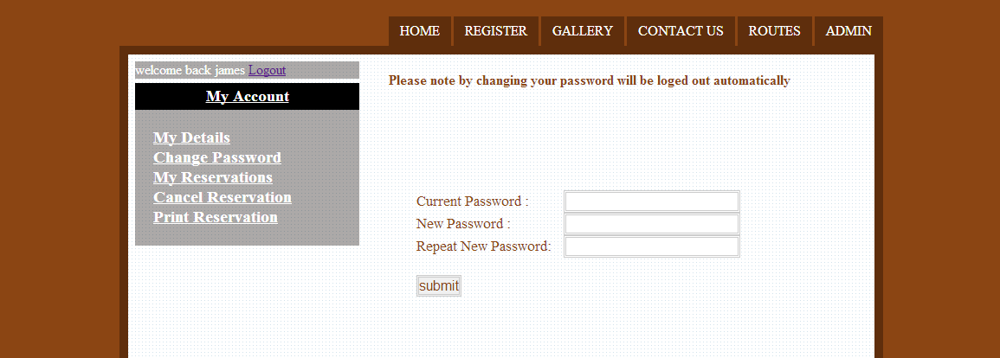 HOME REGISTER GALLERY CONTACT US ROUTES ADMIN
welcome back james Logout
My Account
My Details
Change Password
My Reservations
Cancel Reservation
Print Reservation
Please note by changing your password will be loged out automatically
Current Password :
New Password :
Repeat New Password:
submit